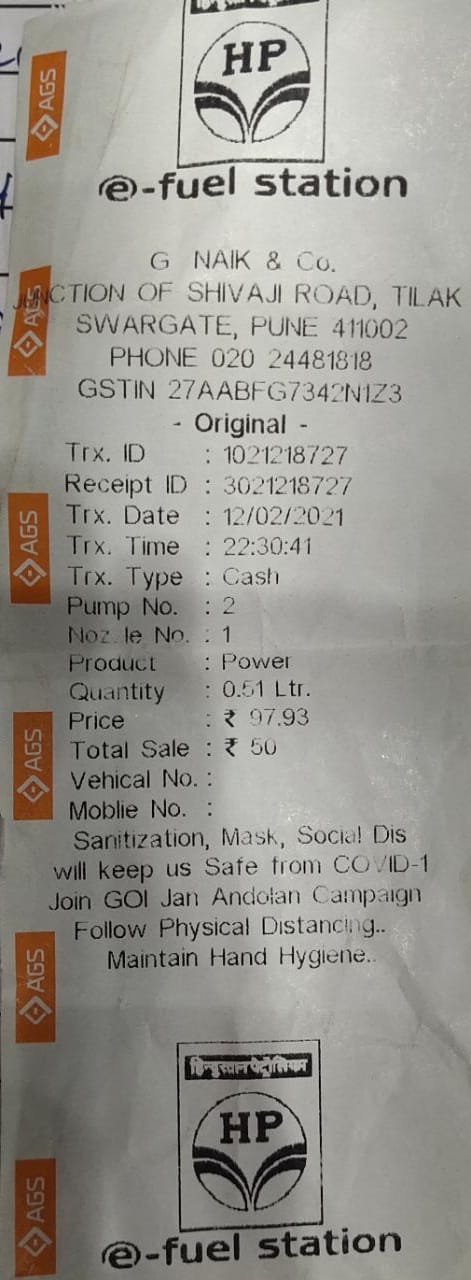 HP
e-fuel station
G NAIK & Co.
JUNCTION OF SHIVAJI ROAD, TILAK
SWARGATE, PUNE 411002
PHONE 020 24481818
GSTIN 27AABFG7342N1Z3
- Original -
Trx. ID : 1021218727
Receipt ID : 3021218727
Trx. Date : 12/02/2021
Trx. Time : 22:30:41
Trx. Type : Cash
Pump No. : 2
Nozzle No. : 1
Product : Power
Quantity : 0.51 Ltr.
Price : ₹ 97.93
Total Sale : ₹ 50
Vehical No. :
Moblie No. :
Sanitization, Mask, Social Dis
will keep us Safe from COVID-1
Join GOI Jan Andolan Campaign
Follow Physical Distancing..
Maintain Hand Hygiene..
हिन्दुस्तान पेट्रोलियम
HP
e-fuel station
AGS
AGS
AGS
AGS
AGS
AGS